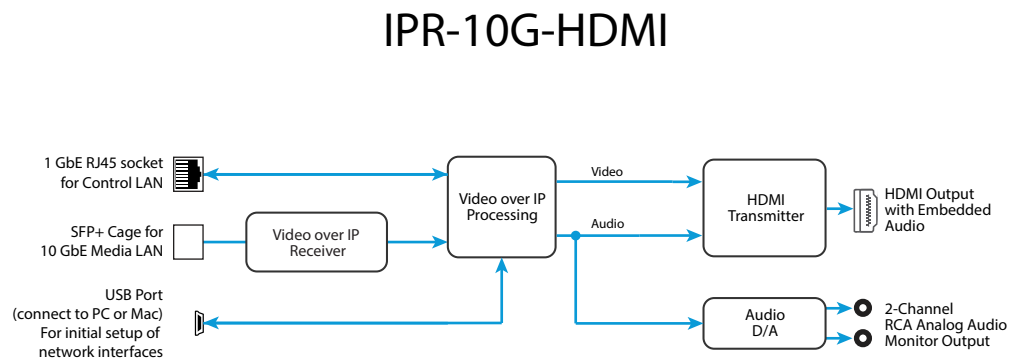 IPR-10G-HDMI
1 GbE RJ45 socket
for Control LAN
SFP+ Cage for
10 GbE Media LAN
Video over IP
Receiver
USB Port
(connect to PC or Mac)
For initial setup of
network interfaces
Video over IP
Processing
Video
Audio
HDMI
Transmitter
HDMI Output
with Embedded
Audio
Audio
D/A
2-Channel
RCA Analog Audio
Monitor Output